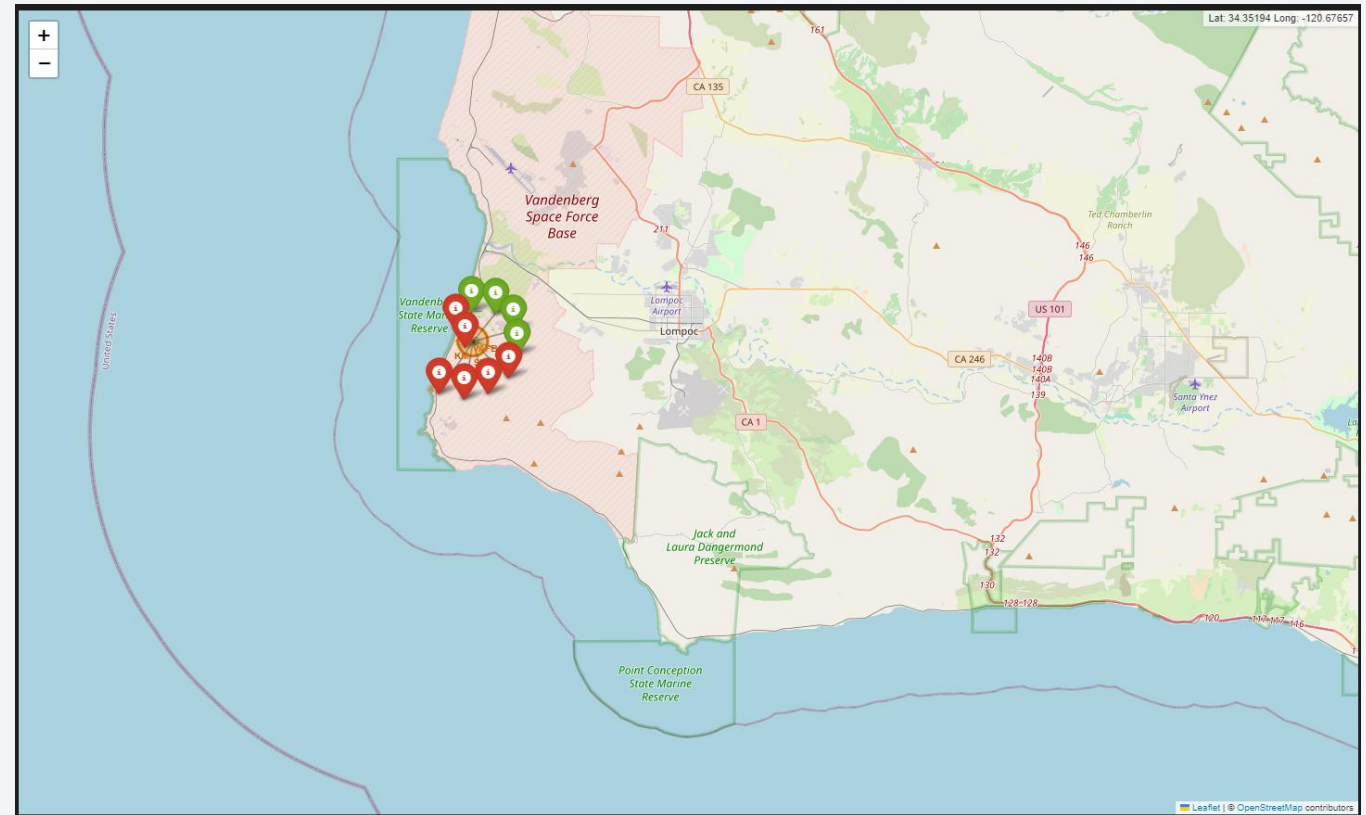 +
−
Lat: 34.35194 Long: -120.67657
161
CA 135
Vandenberg
Space Force
Base
211
Ted Chamberlin
Ranch
146
146
State
Reserve
Lompoc
Airport
Lompoc
US 101
United States
CA 246
140B
140B
140A
139
Santa Ynez
Airport
CA 1
Jack and
Laura Dangermond
Preserve
132
132
130
128-128
120
117
117
116
Point Conception
State Marine
Reserve
Leaflet | © OpenStreetMap contributors